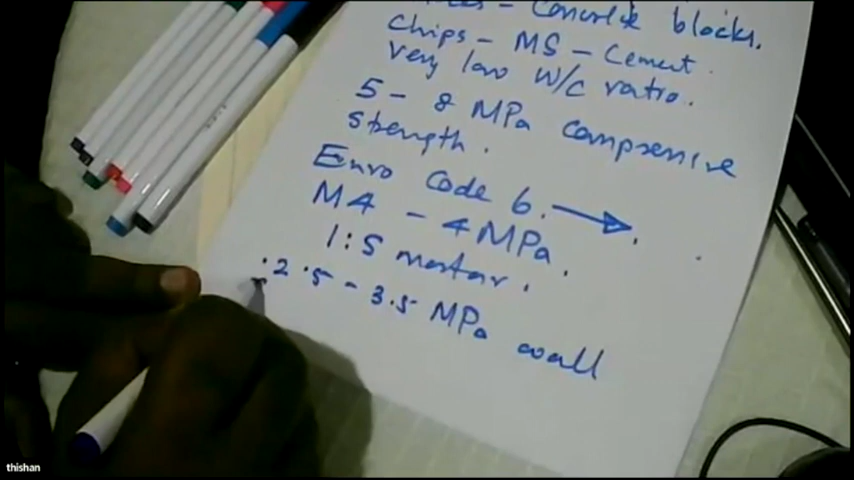 - Concrete blocks.
Chips - MS - Cement.
Very low W/C ratio.
5 - 8 MPa compressive
strength.
Euro Code 6. →
M4 - 4 MPa.
1:5 mortar.
2.5 - 3.5 MPa wall
thishan